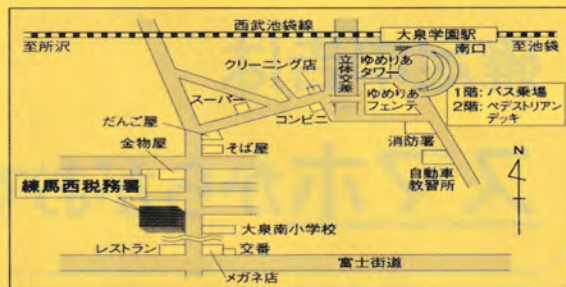 西武池袋線
大泉学園駅
至所沢
南口
至池袋
クリーニング店
立体交差
ゆめりあ
タワー
スーパー
ゆめりあ
フェンテ
1階:バス乗場
2階:ペデストリアン
デッキ
コンビニ
だんご屋
消防署
金物屋
そば屋
自動車
教習所
N
練馬西税務署
大泉南小学校
レストラン
交番
富士街道
メガネ店